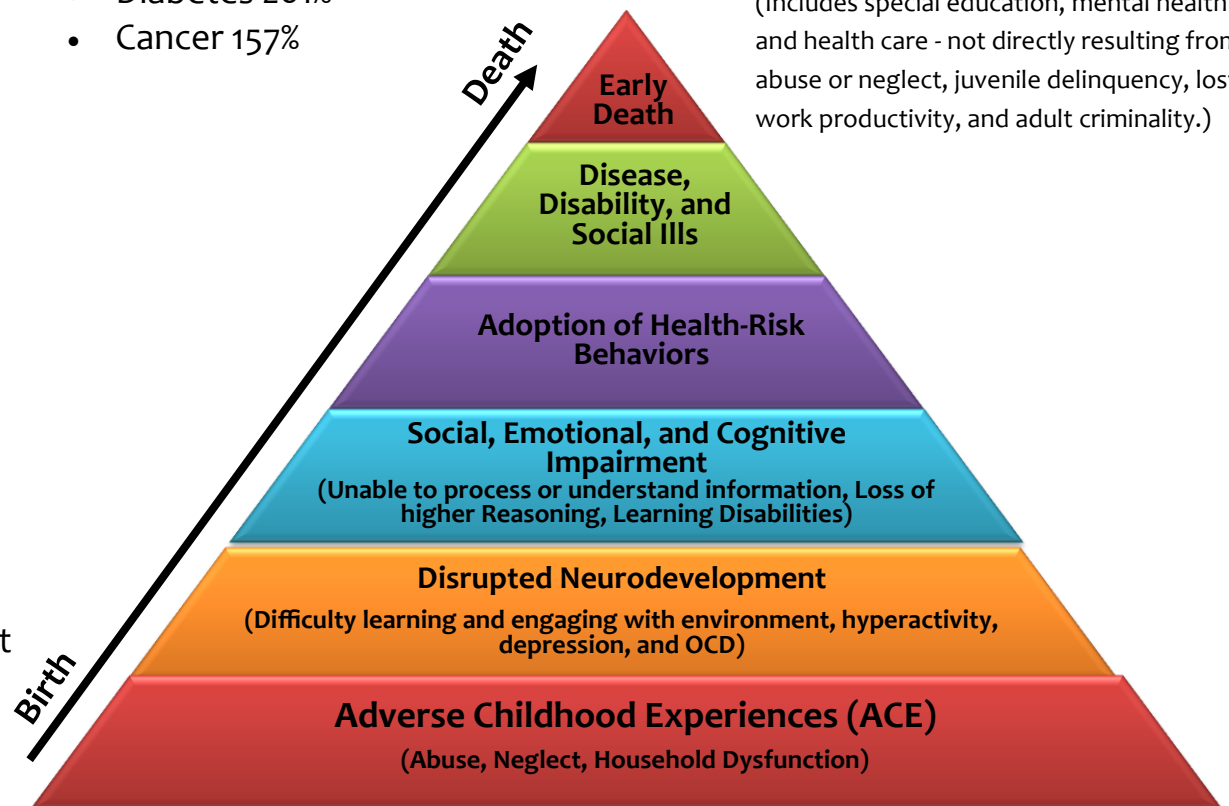 Diabetes 201%
• Cancer 157%
(Includes special education, mental health
and health care - not directly resulting from
abuse or neglect, juvenile delinquency, lost
work productivity, and adult criminality.)
Death
Early
Death
Disease,
Disability, and
Social Ills
Adoption of Health-Risk
Behaviors
Social, Emotional, and Cognitive
Impairment
(Unable to process or understand information, Loss of
higher Reasoning, Learning Disabilities)
Disrupted Neurodevelopment
(Difficulty learning and engaging with environment, hyperactivity,
depression, and OCD)
Birth
Adverse Childhood Experiences (ACE)
(Abuse, Neglect, Household Dysfunction)